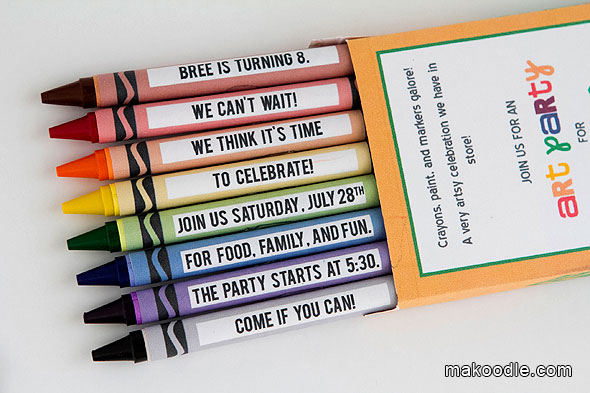 BREE IS TURNING 8.
WE CAN'T WAIT!
WE THINK IT'S TIME
TO CELEBRATE!
JOIN US SATURDAY, JULY 28TH
FOR FOOD, FAMILY, AND FUN.
THE PARTY STARTS AT 5:30.
COME IF YOU CAN!
Crayons, paint, and markers galore!
A very artsy celebration we have in
store!
JOIN US FOR AN
ART PARTY
FOR
makoodle.com